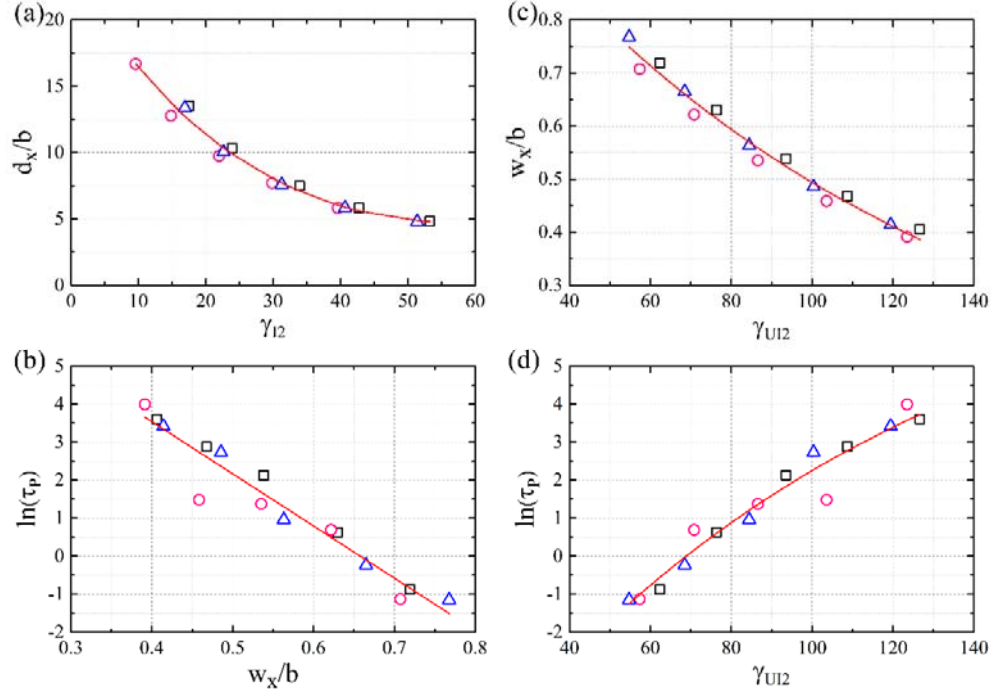 (a)
20
15
10
5
0
d_x/b
0 10 20 30 40 50 60
γ_I2
(c)
0.8
0.7
0.6
0.5
0.4
0.3
w_x/b
40 60 80 100 120 140
γ_UI2
(b)
5
4
3
2
1
0
-1
-2
ln(τ_P)
0.3 0.4 0.5 0.6 0.7 0.8
w_x/b
(d)
5
4
3
2
1
0
-1
-2
ln(τ_P)
40 60 80 100 120 140
γ_UI2